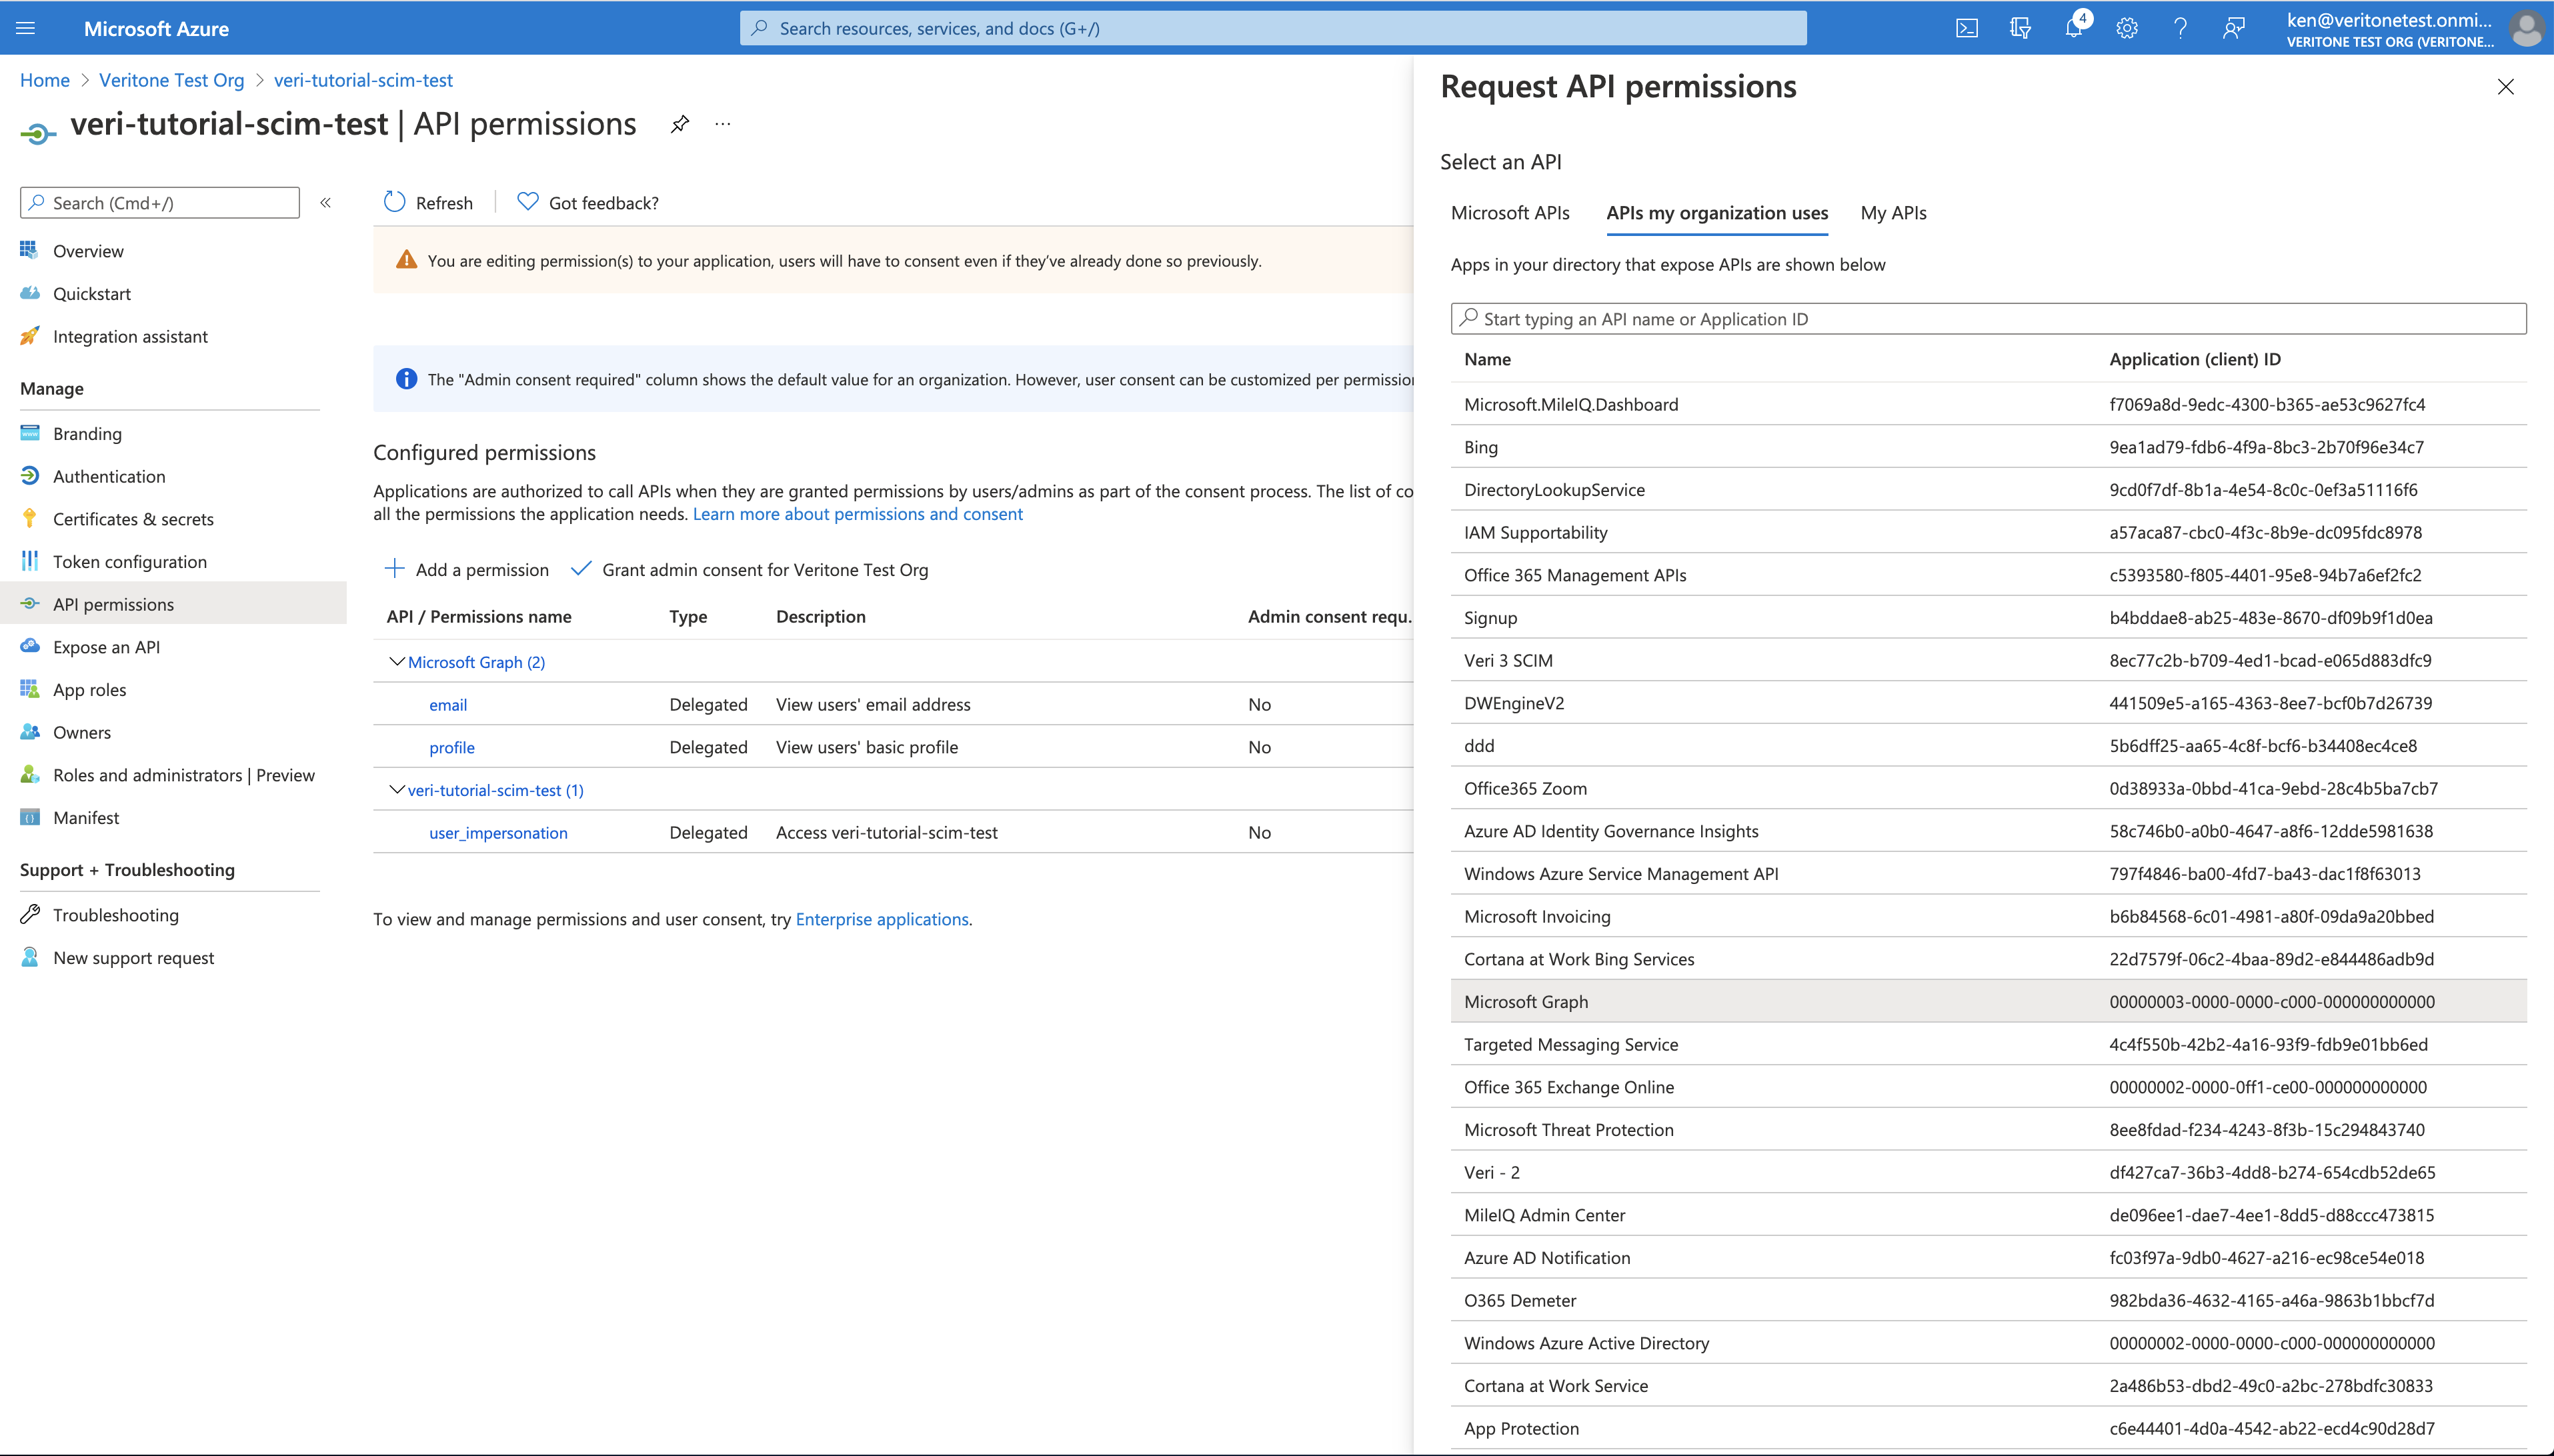 Microsoft Azure
Search resources, services, and docs (G+/)
4
ken@veritonetest.onmi...
VERITONE TEST ORG (VERITONE...
Home > Veritone Test Org > veri-tutorial-scim-test
veri-tutorial-scim-test | API permissions
Search (Cmd+/)
Overview
Quickstart
Integration assistant
Manage
Branding
Authentication
Certificates & secrets
Token configuration
API permissions
Expose an API
App roles
Owners
Roles and administrators | Preview
Manifest
Support + Troubleshooting
Troubleshooting
New support request
Refresh
Got feedback?
You are editing permission(s) to your application, users will have to consent even if they've already done so previously.
The "Admin consent required" column shows the default value for an organization. However, user consent can be customized per permission
Configured permissions
Applications are authorized to call APIs when they are granted permissions by users/admins as part of the consent process. The list of co
all the permissions the application needs. Learn more about permissions and consent
Add a permission
Grant admin consent for Veritone Test Org
API / Permissions name Type Description Admin consent requ...
Microsoft Graph (2)
email Delegated View users' email address No
profile Delegated View users' basic profile No
veri-tutorial-scim-test (1)
user_impersonation Delegated Access veri-tutorial-scim-test No
To view and manage permissions and user consent, try Enterprise applications.
Request API permissions
Select an API
Microsoft APIs APIs my organization uses My APIs
Apps in your directory that expose APIs are shown below
Start typing an API name or Application ID
Name Application (client) ID
Microsoft.MileIQ.Dashboard f7069a8d-9edc-4300-b365-ae53c9627fc4
Bing 9ea1ad79-fdb6-4f9a-8bc3-2b70f96e34c7
DirectoryLookupService 9cd0f7df-8b1a-4e54-8c0c-0ef3a51116f6
IAM Supportability a57aca87-cbc0-4f3c-8b9e-dc095fdc8978
Office 365 Management APIs c5393580-f805-4401-95e8-94b7a6ef2fc2
Signup b4bddae8-ab25-483e-8670-df09b9f1d0ea
Veri 3 SCIM 8ec77c2b-b709-4ed1-bcad-e065d883dfc9
DWEngineV2 441509e5-a165-4363-8ee7-bcf0b7d26739
ddd 5b6dff25-aa65-4c8f-bcf6-b34408ec4ce8
Office365 Zoom 0d38933a-0bbd-41ca-9ebd-28c4b5ba7cb7
Azure AD Identity Governance Insights 58c746b0-a0b0-4647-a8f6-12dde5981638
Windows Azure Service Management API 797f4846-ba00-4fd7-ba43-dac1f8f63013
Microsoft Invoicing b6b84568-6c01-4981-a80f-09da9a20bbed
Cortana at Work Bing Services 22d7579f-06c2-4baa-89d2-e844486adb9d
Microsoft Graph 00000003-0000-0000-c000-000000000000
Targeted Messaging Service 4c4f550b-42b2-4a16-93f9-fdb9e01bb6ed
Office 365 Exchange Online 00000002-0000-0ff1-ce00-000000000000
Microsoft Threat Protection 8ee8fdad-f234-4243-8f3b-15c294843740
Veri - 2 df427ca7-36b3-4dd8-b274-654cdb52de65
MileIQ Admin Center de096ee1-dae7-4ee1-8dd5-d88ccc473815
Azure AD Notification fc03f97a-9db0-4627-a216-ec98ce54e018
O365 Demeter 982bda36-4632-4165-a46a-9863b1bbcf7d
Windows Azure Active Directory 00000002-0000-0000-c000-000000000000
Cortana at Work Service 2a486b53-dbd2-49c0-a2bc-278bdfc30833
App Protection c6e44401-4d0a-4542-ab22-ecd4c90d28d7